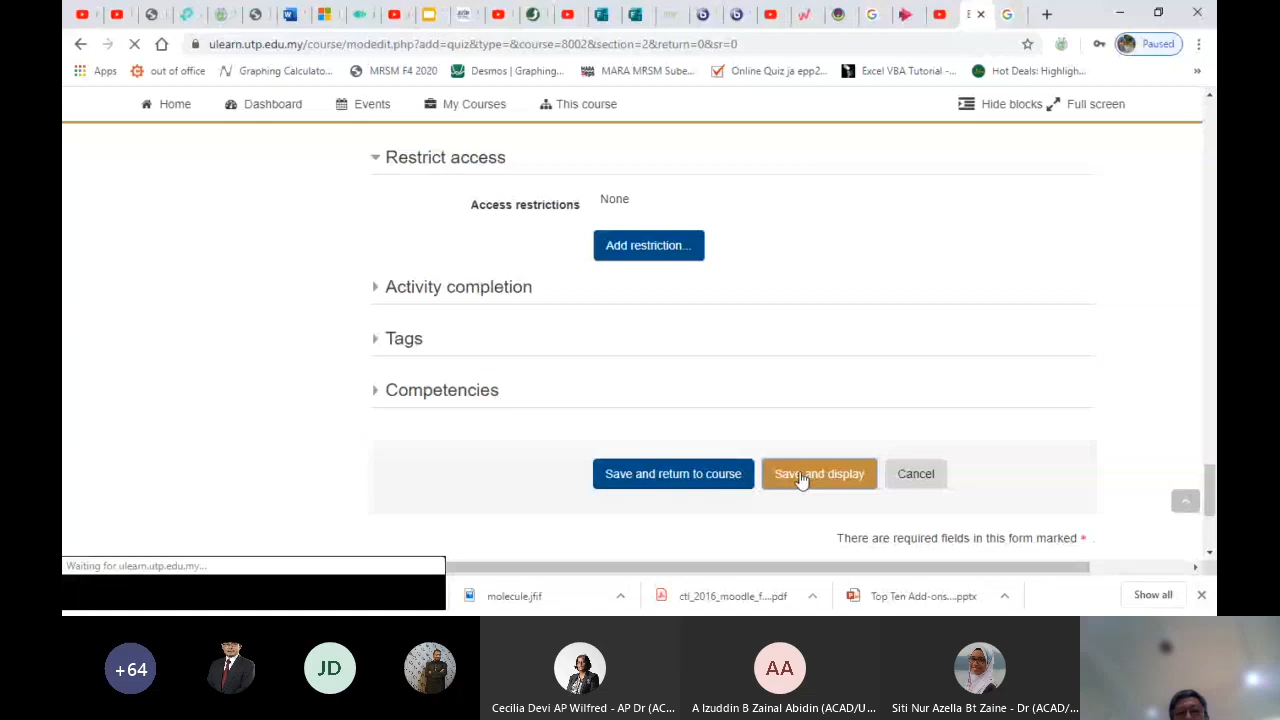 Paused
ulearn.utp.edu.my/course/modedit.php?add=quiz&type=&course=8002&section=2&return=0&sr=0
Apps
out of office
Graphing Calculato...
MRSM F4 2020
Desmos | Graphing...
MARA MRSM Sube...
Online Quiz ja epp2...
Excel VBA Tutorial -...
Hot Deals: Highligh...
»
Home
Dashboard
Events
My Courses
This course
Hide blocks
Full screen
Restrict access
Access restrictions
None
Add restriction...
Activity completion
Tags
Competencies
Save and return to course
Save and display
Cancel
There are required fields in this form marked * .
Waiting for ulearn.utp.edu.my...
molecule.jfif
cti_2016_moodle_f....pdf
Top Ten Add-ons....pptx
Show all
+64
JD
AA
Cecilia Devi AP Wilfred - AP Dr (AC...
A Izuddin B Zainal Abidin (ACAD/U...
Siti Nur Azella Bt Zaine - Dr (ACAD/...